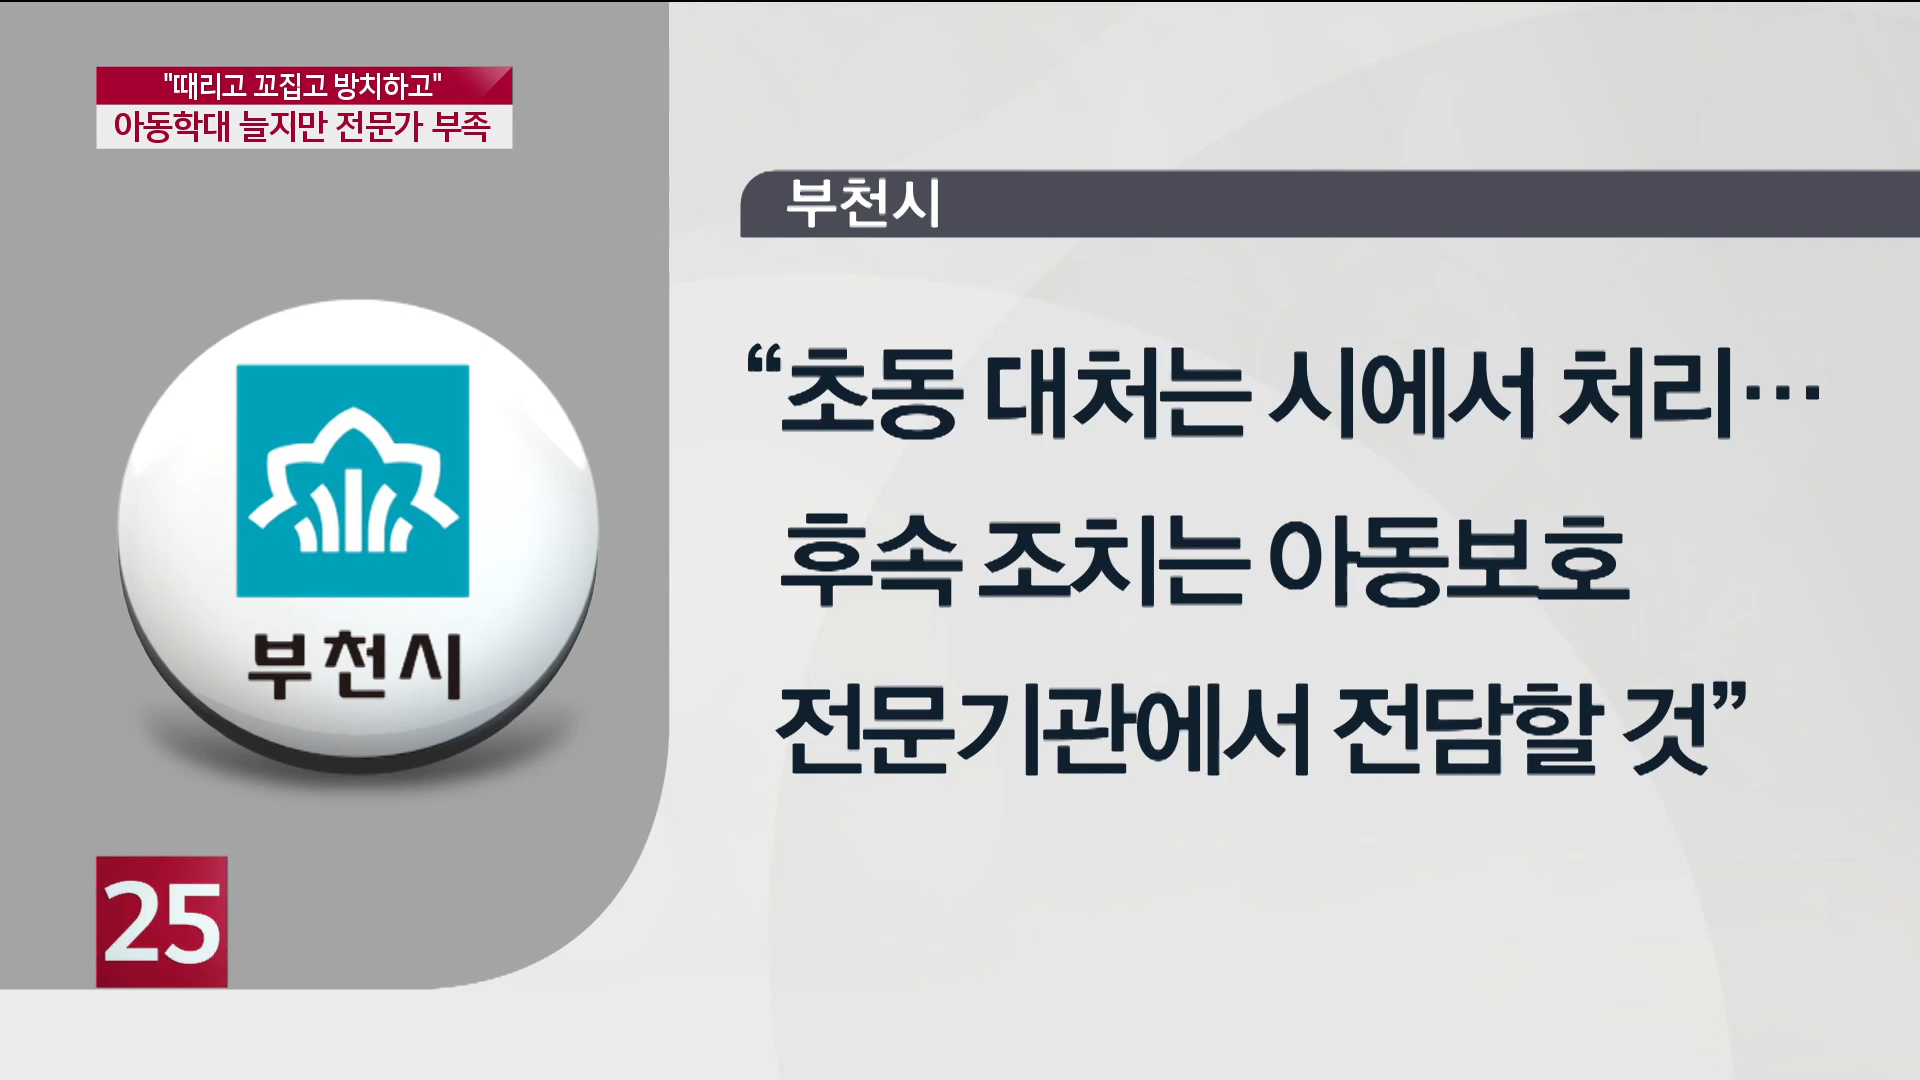 "때리고 꼬집고 방치하고"
아동학대 늘지만 전문가 부족
부천시
“초동 대처는 시에서 처리…
후속 조치는 아동보호
전문기관에서 전담할 것”
부천시
25